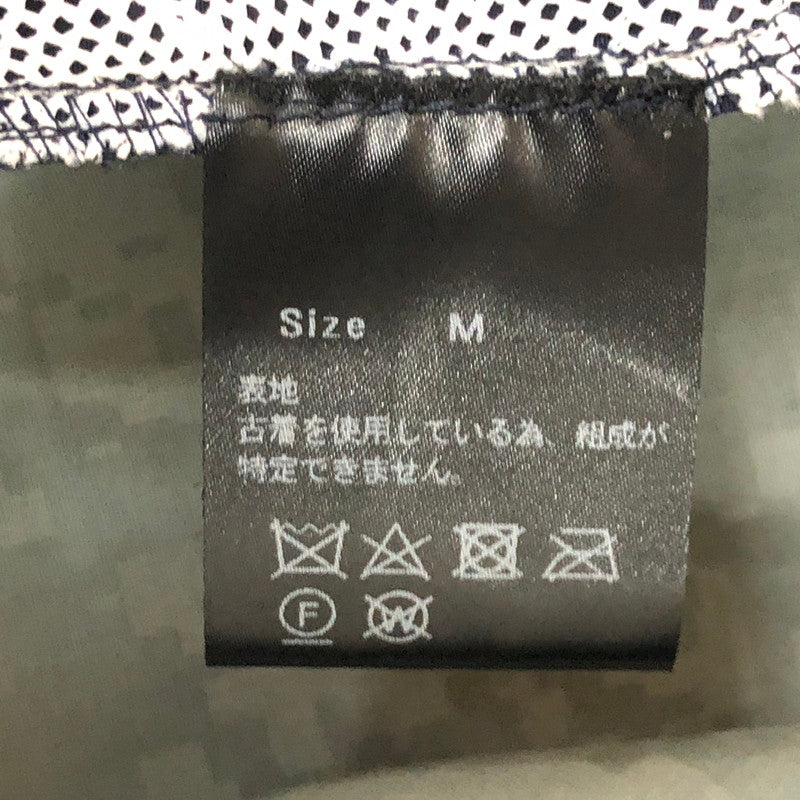 Size M
表地
古着を使用している為、組成が
特定できません。
F
W